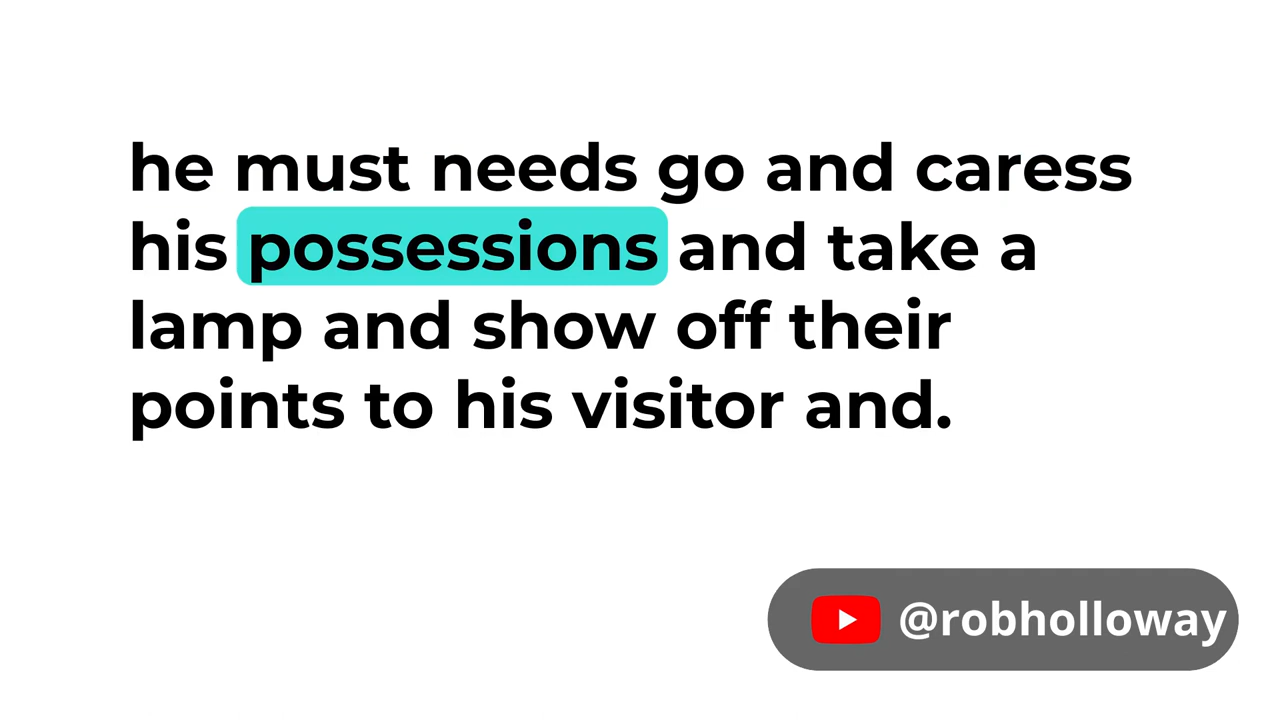 he must needs go and caress
his possessions and take a
lamp and show off their
points to his visitor and.
@robholloway